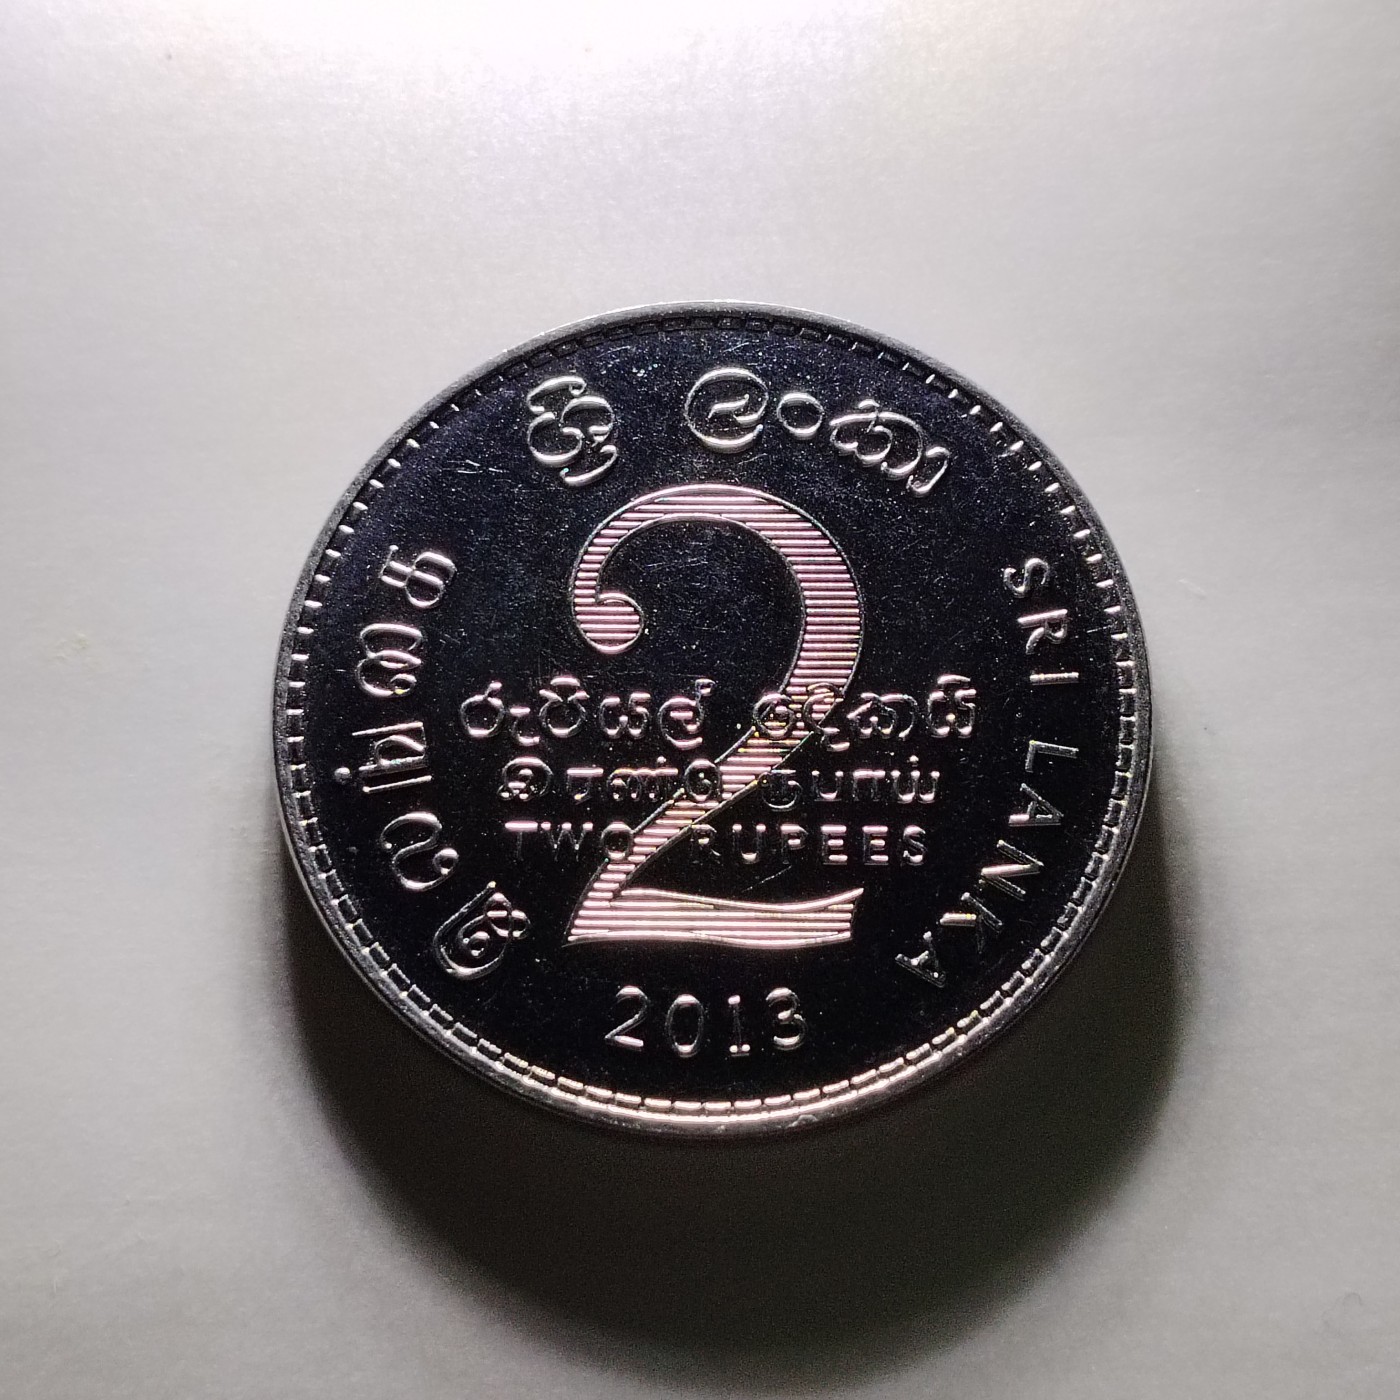 ශ්‍රී ලංකා
இலங்கை
SRI LANKA
2
රුපියල් දෙකයි
இரண்டு ரூபாய்
TWO RUPEES
2013